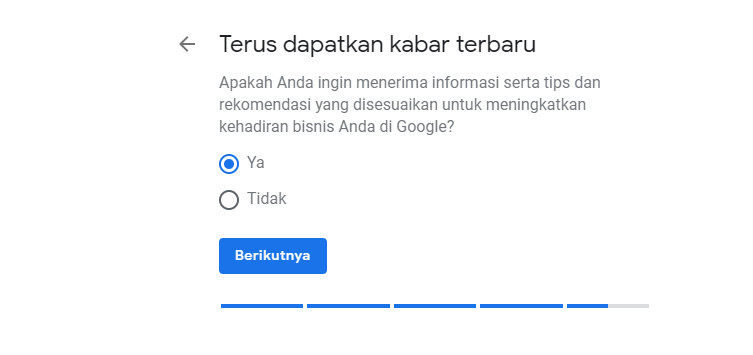 Terus dapatkan kabar terbaru
Apakah Anda ingin menerima informasi serta tips dan
rekomendasi yang disesuaikan untuk meningkatkan
kehadiran bisnis Anda di Google?
Ya
Tidak
Berikutnya